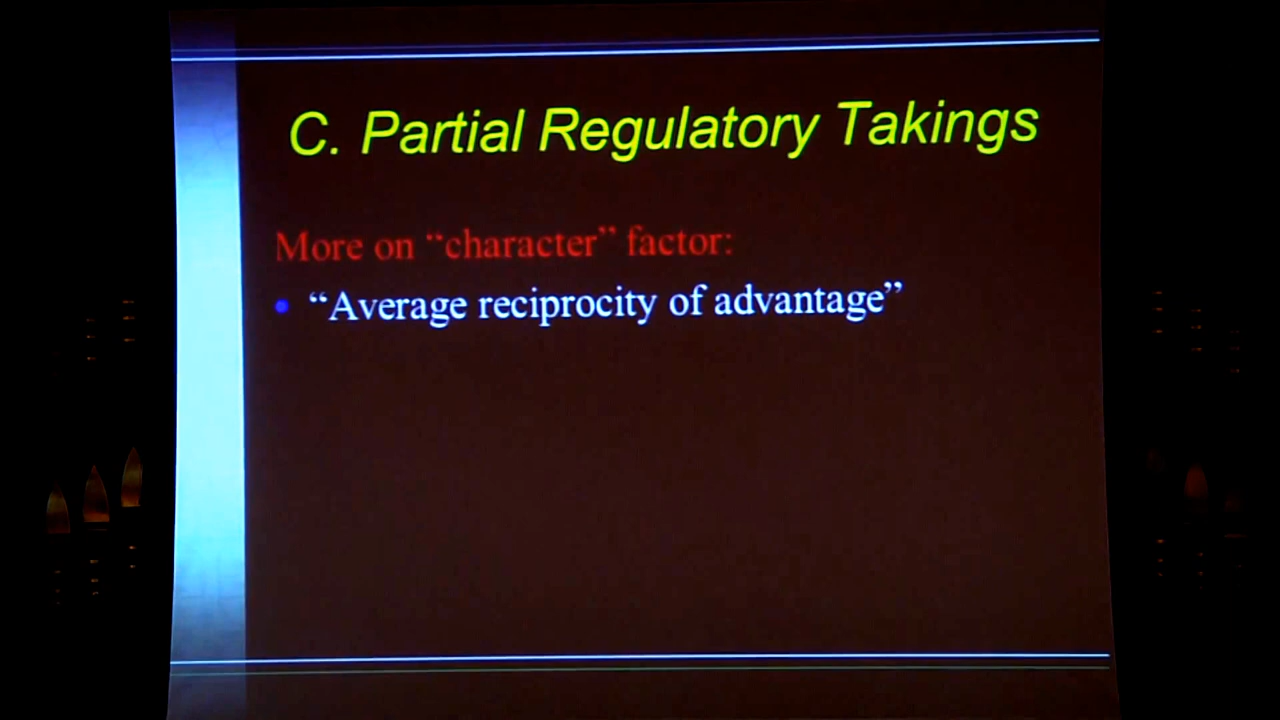 C. Partial Regulatory Takings
More on “character” factor:
• “Average reciprocity of advantage”